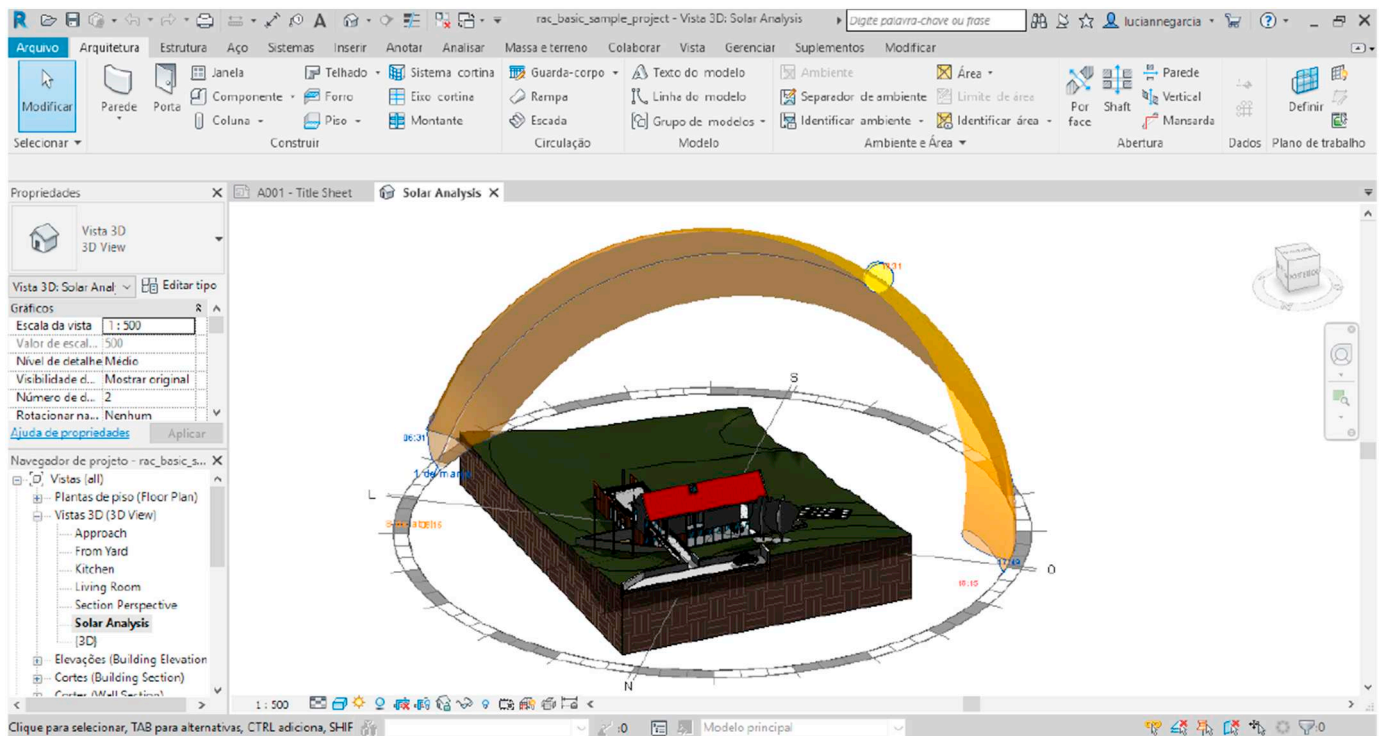 rac_basic_sample_project - Vista 3D: Solar Analysis
Digite palavra-chave ou frase
luciannegarcia
Arquivo Arquitetura Estrutura Aço Sistemas Inserir Anotar Analisar Massa e terreno Colaborar Vista Gerenciar Suplementos Modificar
Modificar
Selecionar
Parede
Porta
Janela
Componente
Coluna
Telhado
Forro
Piso
Sistema cortina
Eixo cortina
Montante
Construir
Guarda-corpo
Rampa
Escada
Circulação
Texto do modelo
Linha do modelo
Grupo de modelos
Modelo
Ambiente
Separador de ambiente
Identificar ambiente
Área
Limite de área
Identificar área
Ambiente e Área
Por face
Shaft
Parede
Vertical
Mansarda
Abertura
Dados
Definir
Plano de trabalho
Propriedades
Vista 3D
3D View
Vista 3D: Solar Anal
Editar tipo
Gráficos
Escala da vista 1 : 500
Valor de escal... 500
Nível de detalhe Médio
Visibilidade d... Mostrar original
Número de d... 2
Rotacionar na... Nenhum
Ajuda de propriedades
Aplicar
Navegador de projeto - rac_basic_s...
Vistas (all)
Plantas de piso (Floor Plan)
Vistas 3D (3D View)
Approach
From Yard
Kitchen
Living Room
Section Perspective
Solar Analysis
{3D}
Elevações (Building Elevation
Cortes (Building Section)
Cortes (Wall Section)
A001 - Title Sheet
Solar Analysis
S
06:31
L
O
18:15
N
1 : 500
Clique para selecionar, TAB para alternativas, CTRL adiciona, SHIF
:0
Modelo principal
:0